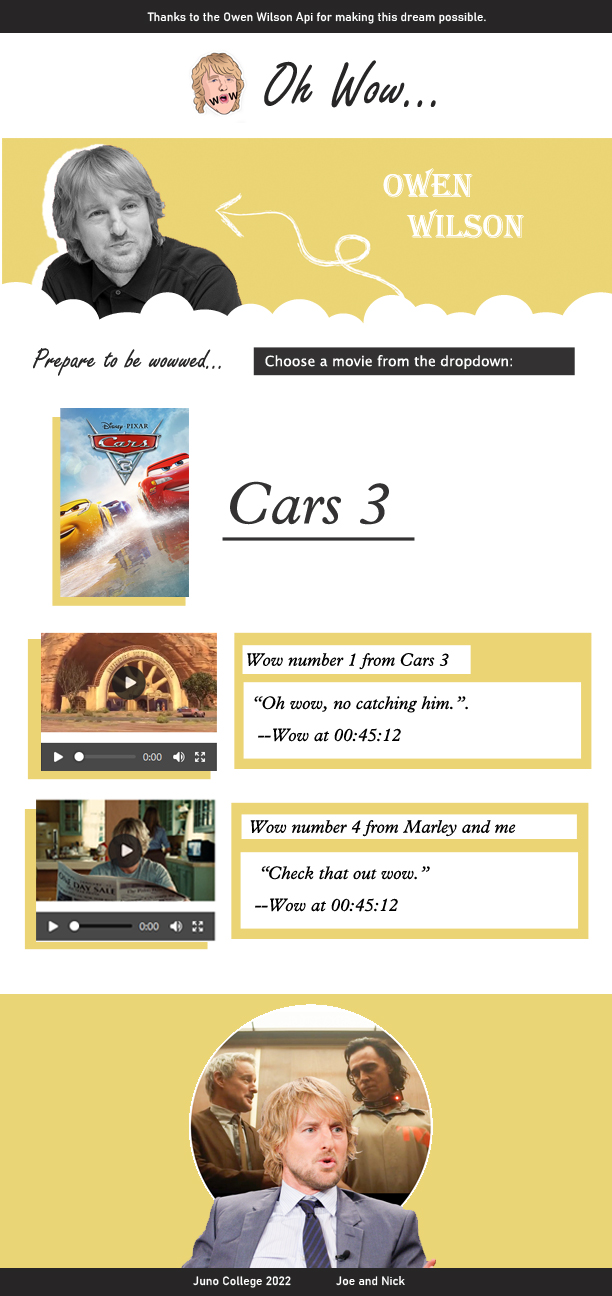 Thanks to the Owen Wilson Api for making this dream possible.
WOW
Oh Wow...
OWEN
WILSON
Prepare to be wowwed...
Choose a movie from the dropdown:
Disney PIXAR
Cars
3
Cars 3
Wow number 1 from Cars 3
“Oh wow, no catching him.”.
--Wow at 00:45:12
0:00
Wow number 4 from Marley and me
“Check that out wow.”
--Wow at 00:45:12
DAY SALE
0:00
Juno College 2022
Joe and Nick